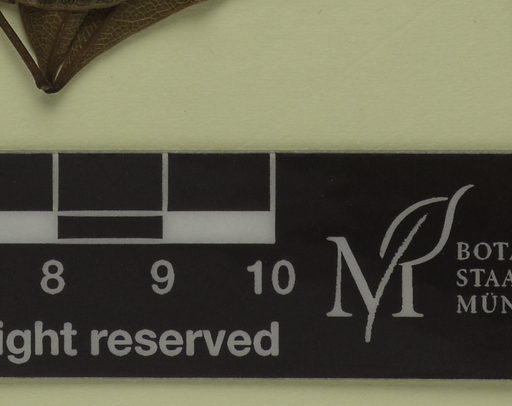 8 9 10
ight reserved
M
BOTA
STAA
MÜN